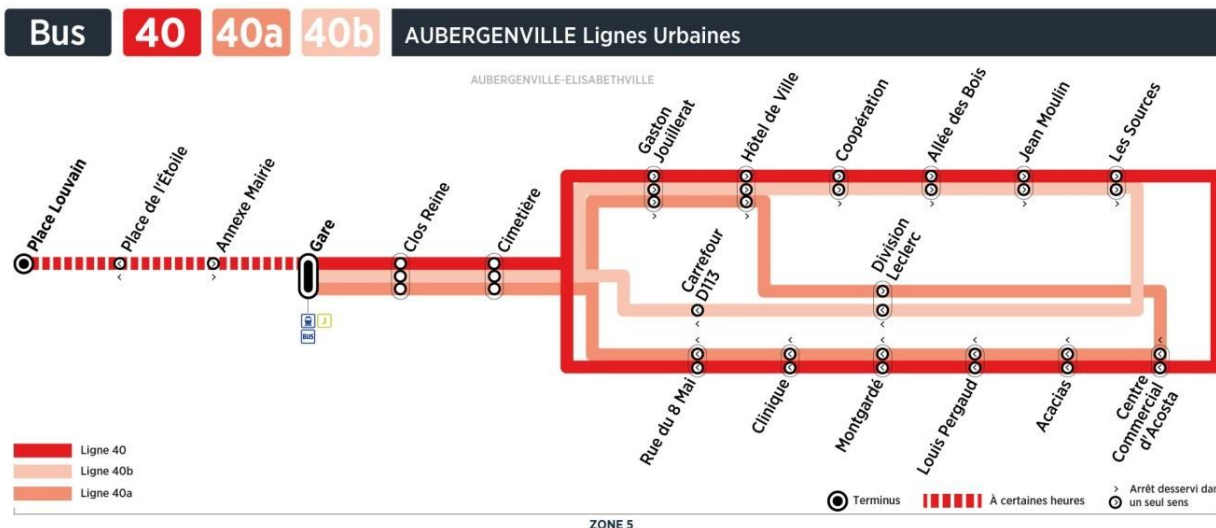 Bus 40 40a 40b AUBERGENVILLE Lignes Urbaines
AUBERGENVILLE-ELISABETHVILLE
Place Louvain
Place de l'Étoile
Annexe Mairie
Gare
J
BUS
Clos Reine
Cimetière
Gaston
Jouillerat
Hôtel de Ville
Coopération
Allée des Bois
Jean Moulin
Les Sources
Carrefour
D113
Division
Leclerc
Rue du 8 Mai
Clinique
Montgardé
Louis Pergaud
Acacias
Centre
Commercial
d'Acosta
Ligne 40
Ligne 40b
Ligne 40a
Terminus
À certaines heures
Arrêt desservi dan
un seul sens
ZONE 5